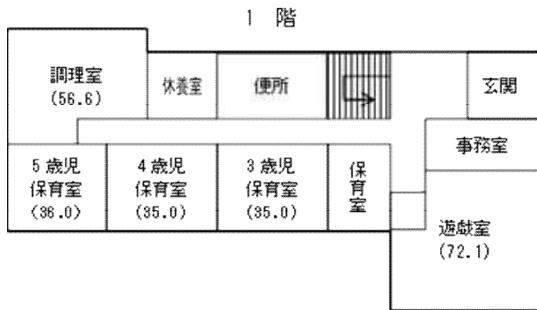 1 階
調理室
(56.6)
休養室
便所
玄関
事務室
5歳児
保育室
(36.0)
4歳児
保育室
(35.0)
3歳児
保育室
(35.0)
保育室
遊戯室
(72.1)